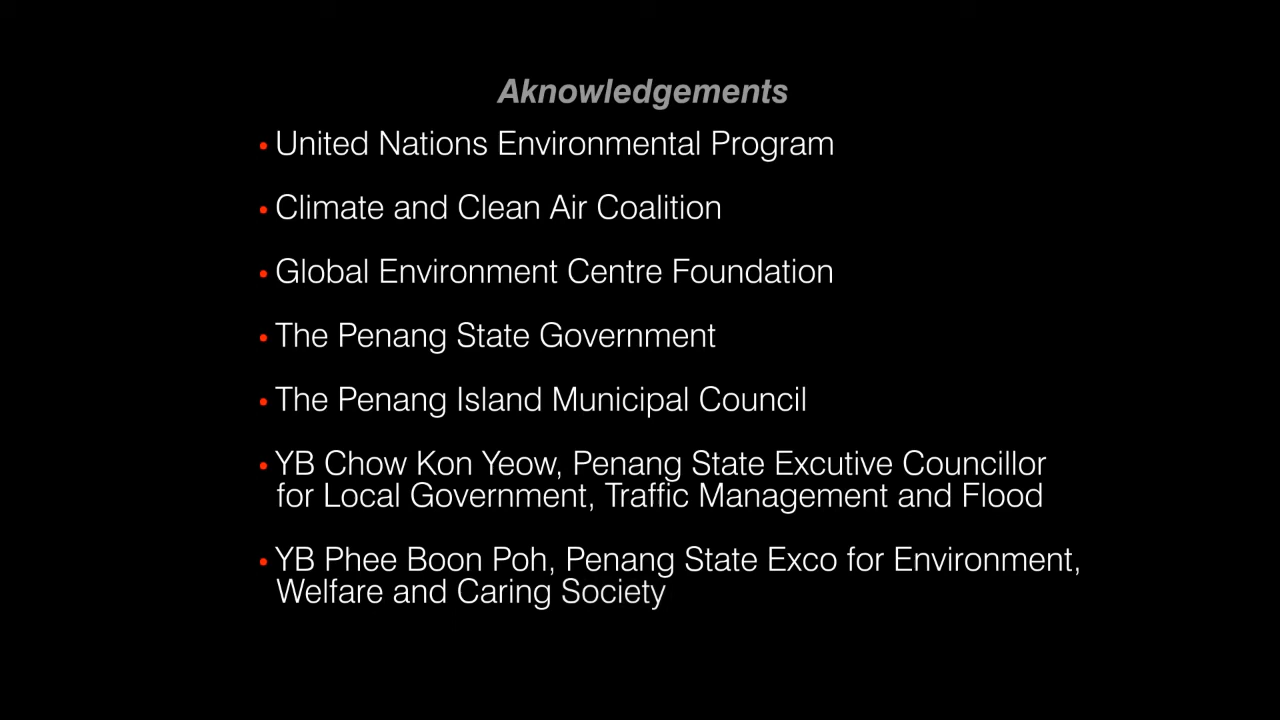 Aknowledgements
• United Nations Environmental Program
• Climate and Clean Air Coalition
• Global Environment Centre Foundation
• The Penang State Government
• The Penang Island Municipal Council
• YB Chow Kon Yeow, Penang State Excutive Councillor
for Local Government, Traffic Management and Flood
• YB Phee Boon Poh, Penang State Exco for Environment,
Welfare and Caring Society